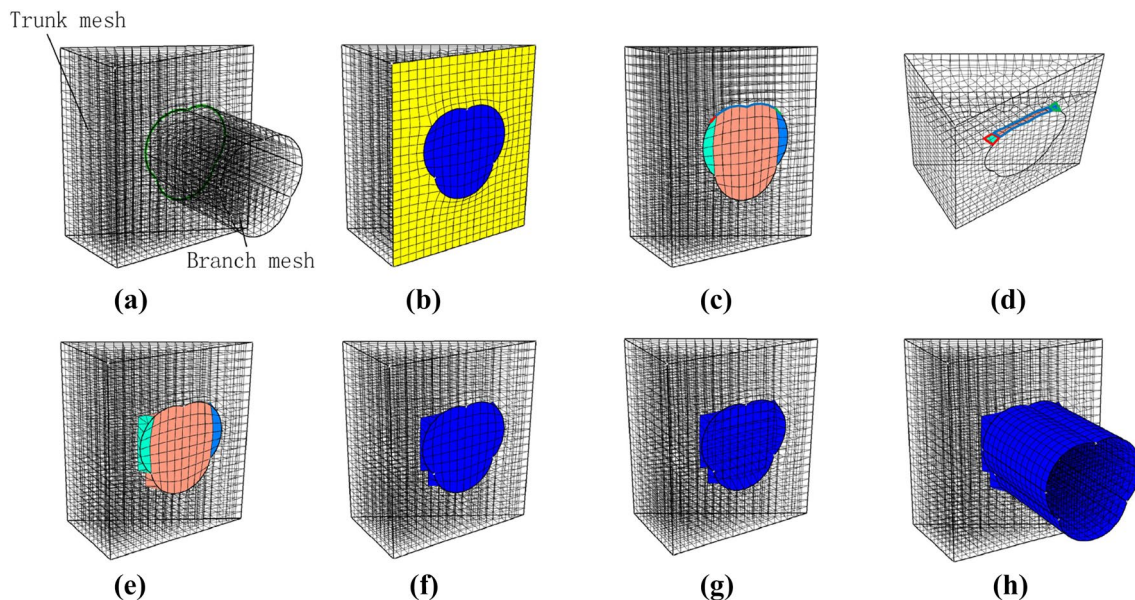 Trunk mesh
Branch mesh
(a)
(b)
(c)
(d)
(e)
(f)
(g)
(h)